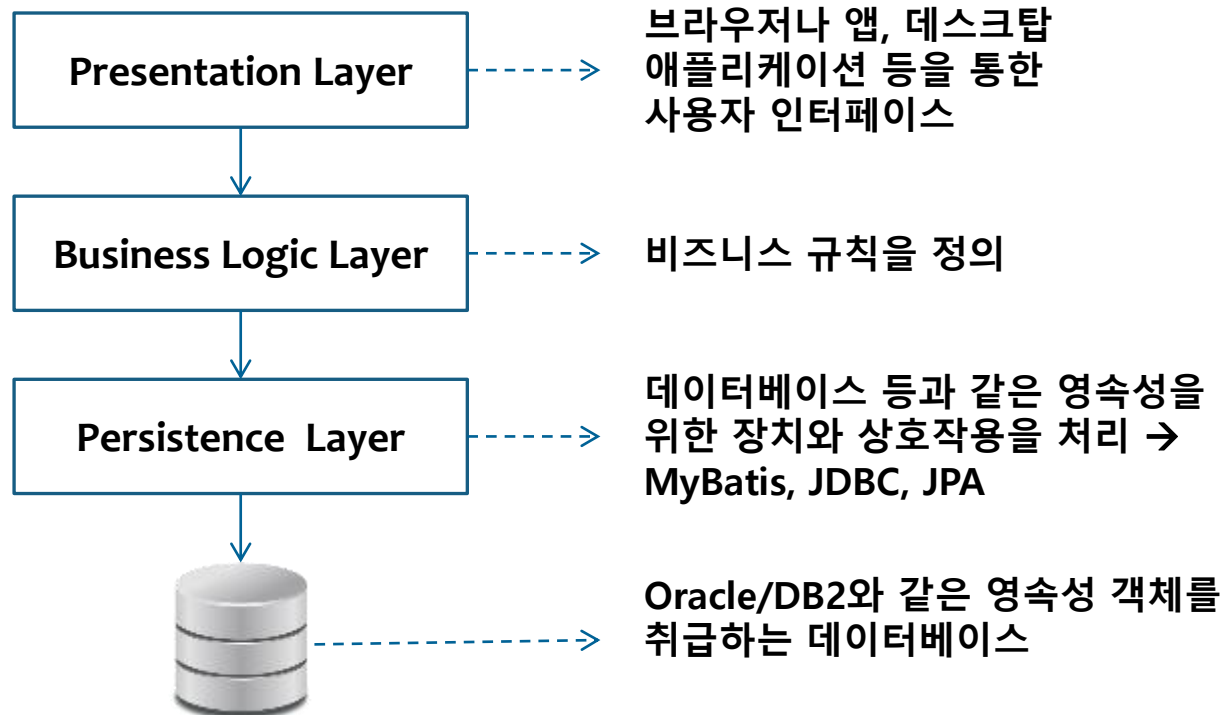 Presentation Layer
브라우저나 앱, 데스크탑
애플리케이션 등을 통한
사용자 인터페이스
Business Logic Layer
비즈니스 규칙을 정의
Persistence Layer
데이터베이스 등과 같은 영속성을
위한 장치와 상호작용을 처리 →
MyBatis, JDBC, JPA
Oracle/DB2와 같은 영속성 객체를
취급하는 데이터베이스